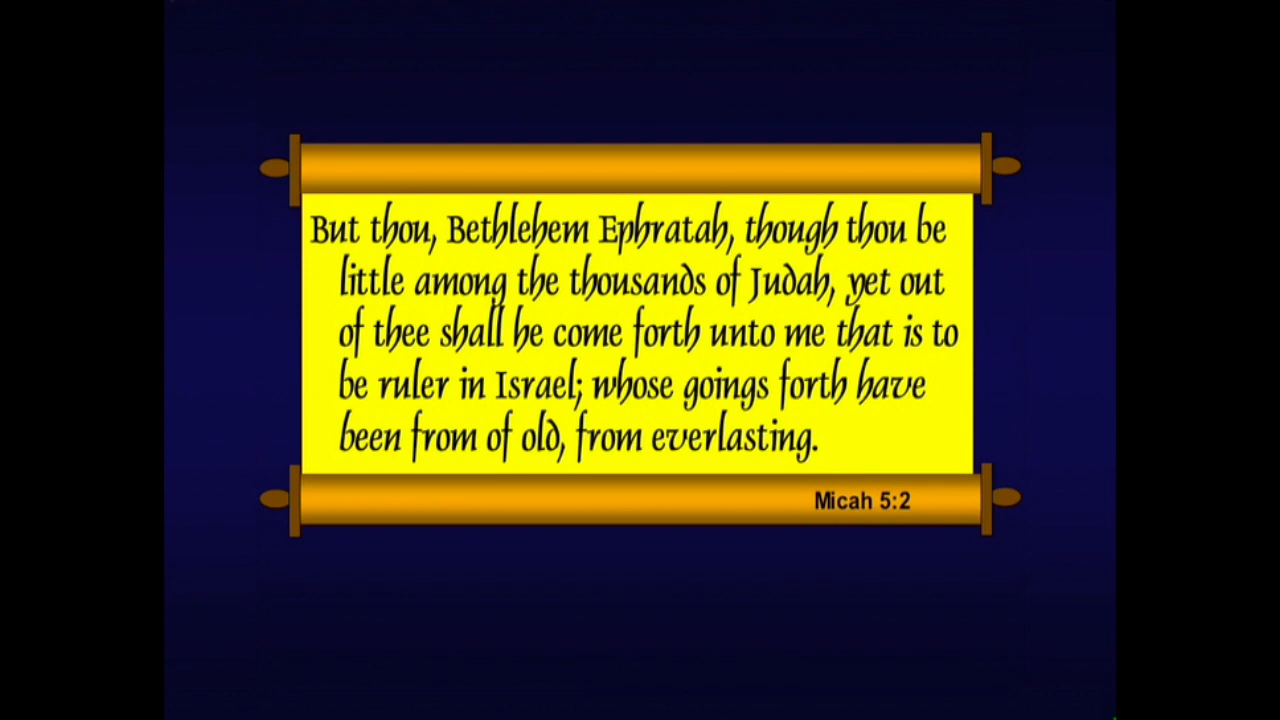 But thou, Bethlehem Ephratah, though thou be
little among the thousands of Judah, yet out
of thee shall he come forth unto me that is to
be ruler in Israel; whose goings forth have
been from of old, from everlasting.
Micah 5:2